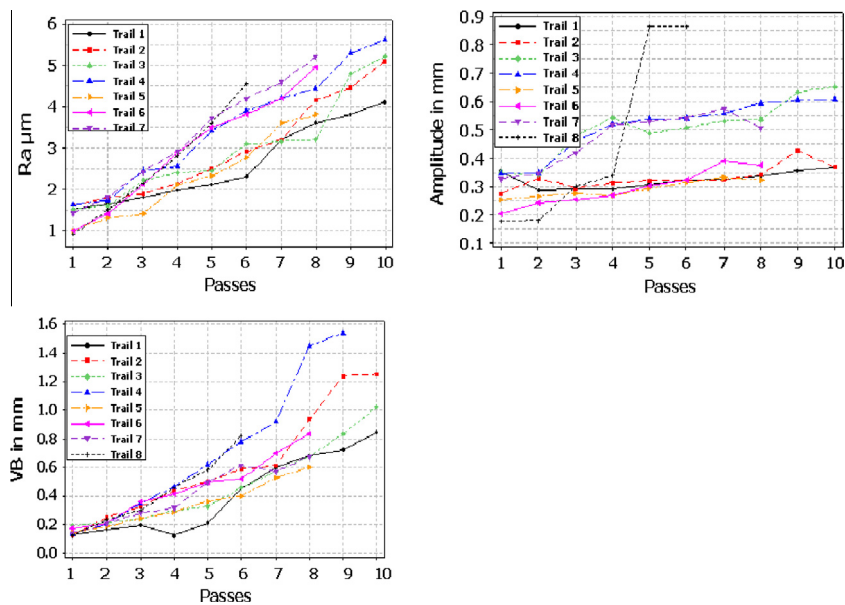 Ra µm
6
5
4
3
2
1
Trail 1
Trail 2
Trail 3
Trail 4
Trail 5
Trail 6
Trail 7
1 2 3 4 5 6 7 8 9 10
Passes
Amplitude in mm
0.9
0.8
0.7
0.6
0.5
0.4
0.3
0.2
0.1
Trail 1
Trail 2
Trail 3
Trail 4
Trail 5
Trail 6
Trail 7
Trail 8
1 2 3 4 5 6 7 8 9 10
Passes
VB in mm
1.6
1.4
1.2
1.0
0.8
0.6
0.4
0.2
0.0
Trail 1
Trail 2
Trail 3
Trail 4
Trail 5
Trail 6
Trail 7
Trail 8
1 2 3 4 5 6 7 8 9 10
Passes